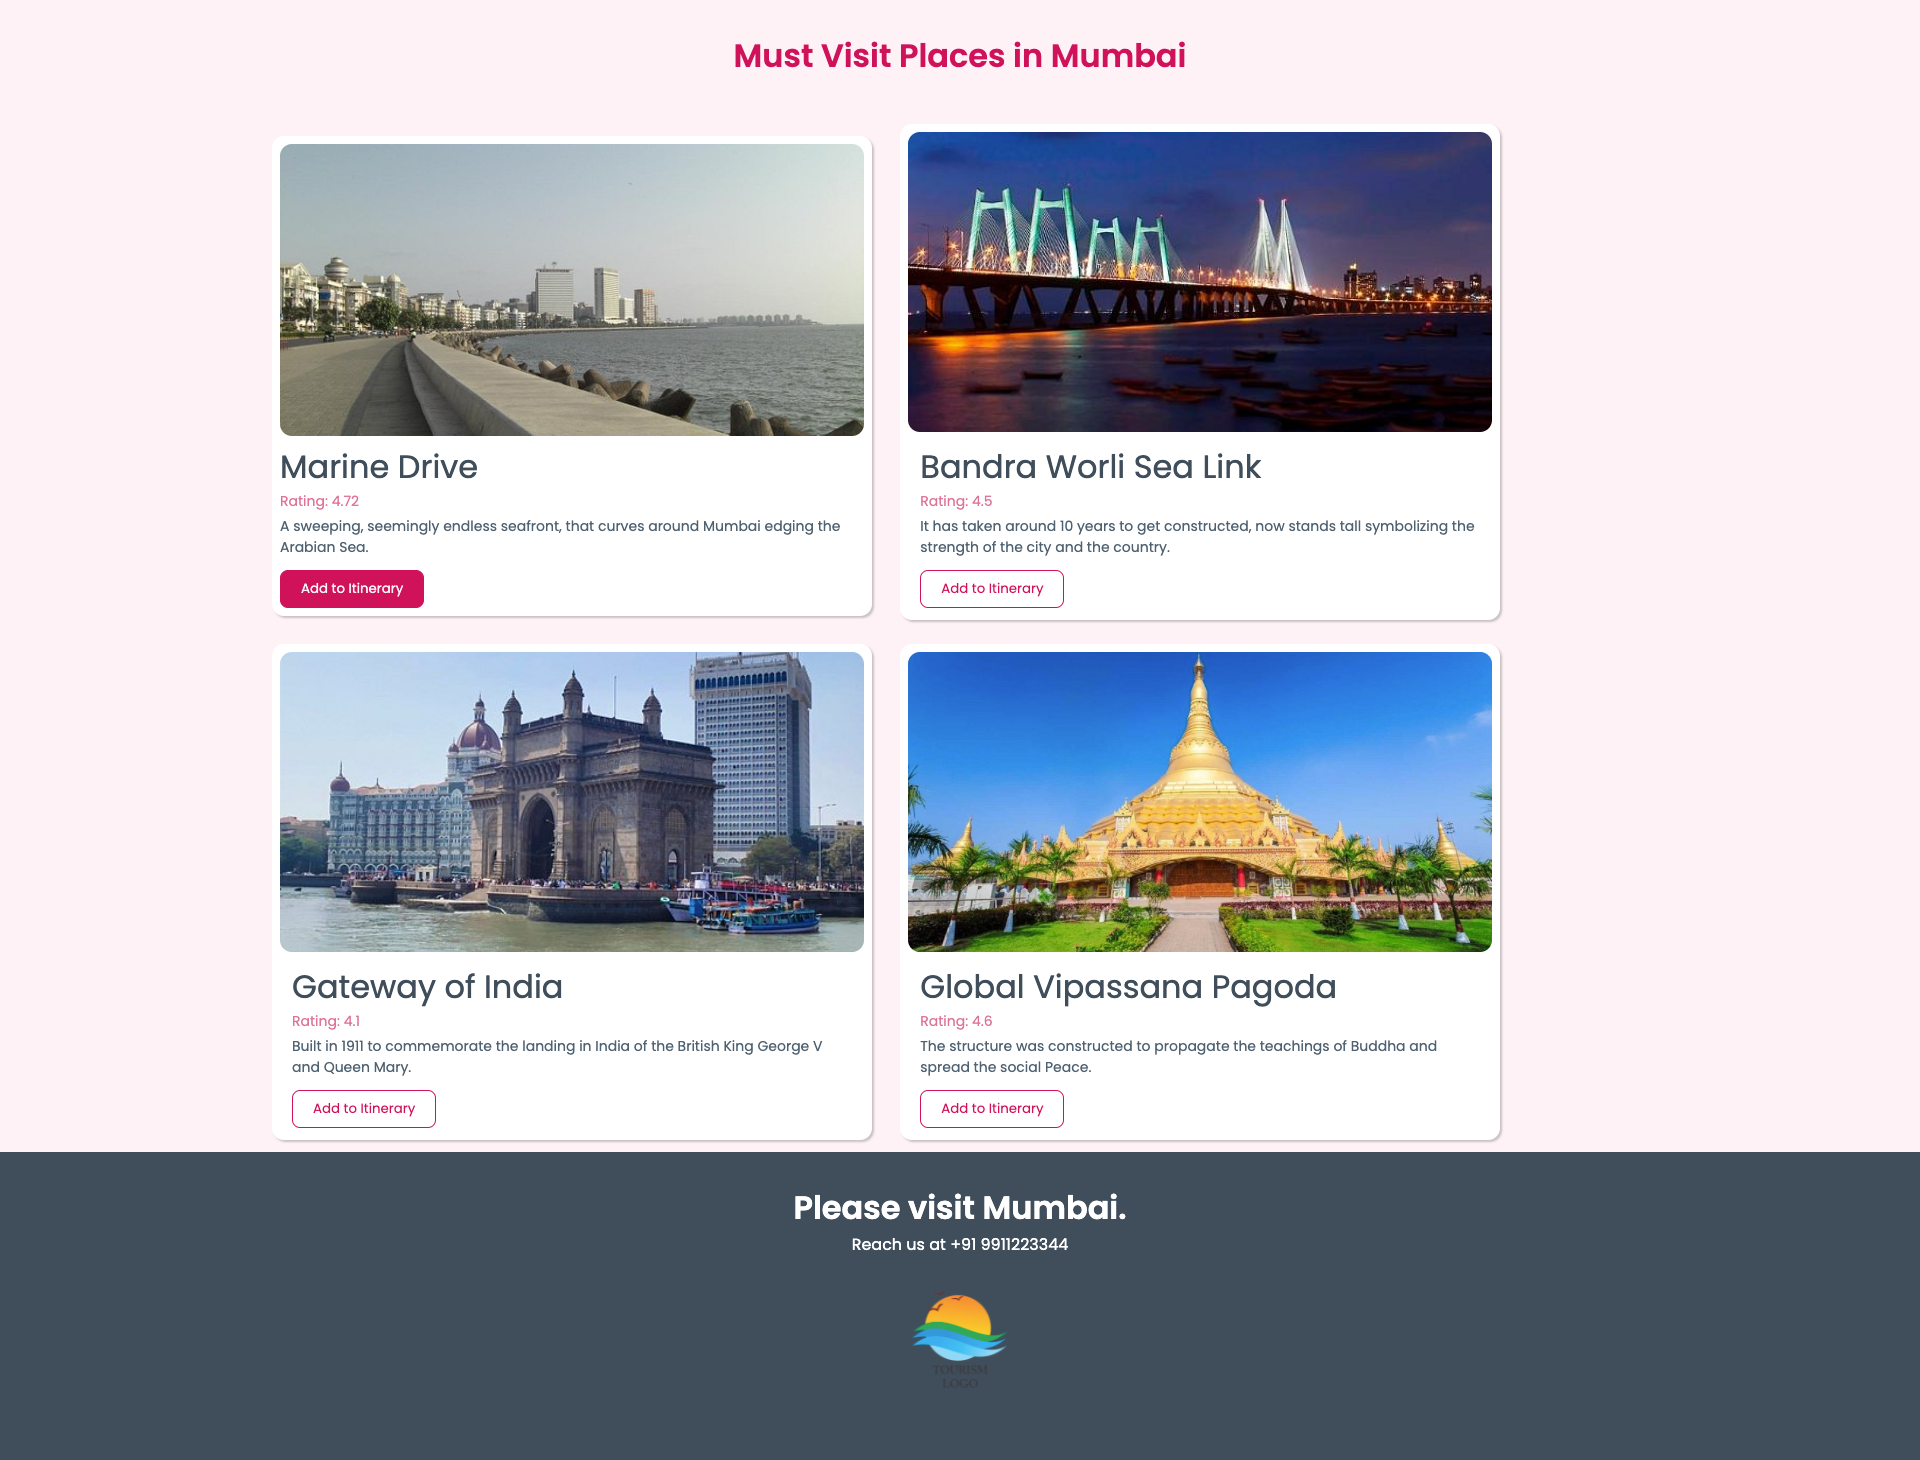 Must Visit Places in Mumbai
Marine Drive
Rating: 4.72
A sweeping, seemingly endless seafront, that curves around Mumbai edging the
Arabian Sea.
Add to Itinerary
Bandra Worli Sea Link
Rating: 4.5
It has taken around 10 years to get constructed, now stands tall symbolizing the
strength of the city and the country.
Add to Itinerary
Gateway of India
Rating: 4.1
Built in 1911 to commemorate the landing in India of the British King George V
and Queen Mary.
Add to Itinerary
Global Vipassana Pagoda
Rating: 4.6
The structure was constructed to propagate the teachings of Buddha and
spread the social Peace.
Add to Itinerary
Please visit Mumbai.
Reach us at +91 9911223344
TOURISM
LOGO